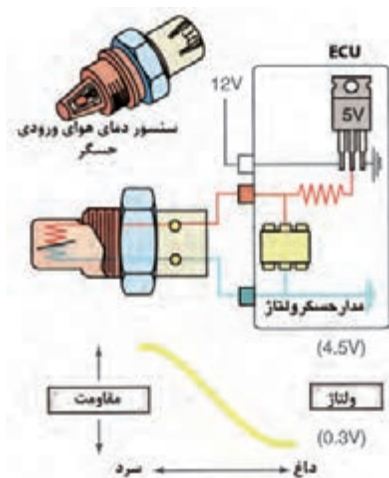 ECU
12V
5V
سنسور دمای هوای ورودی
حسگر
مدار حسگر ولتاژ
(4.5V)
مقاومت
ولتاژ
(0.3V)
سرد
داغ